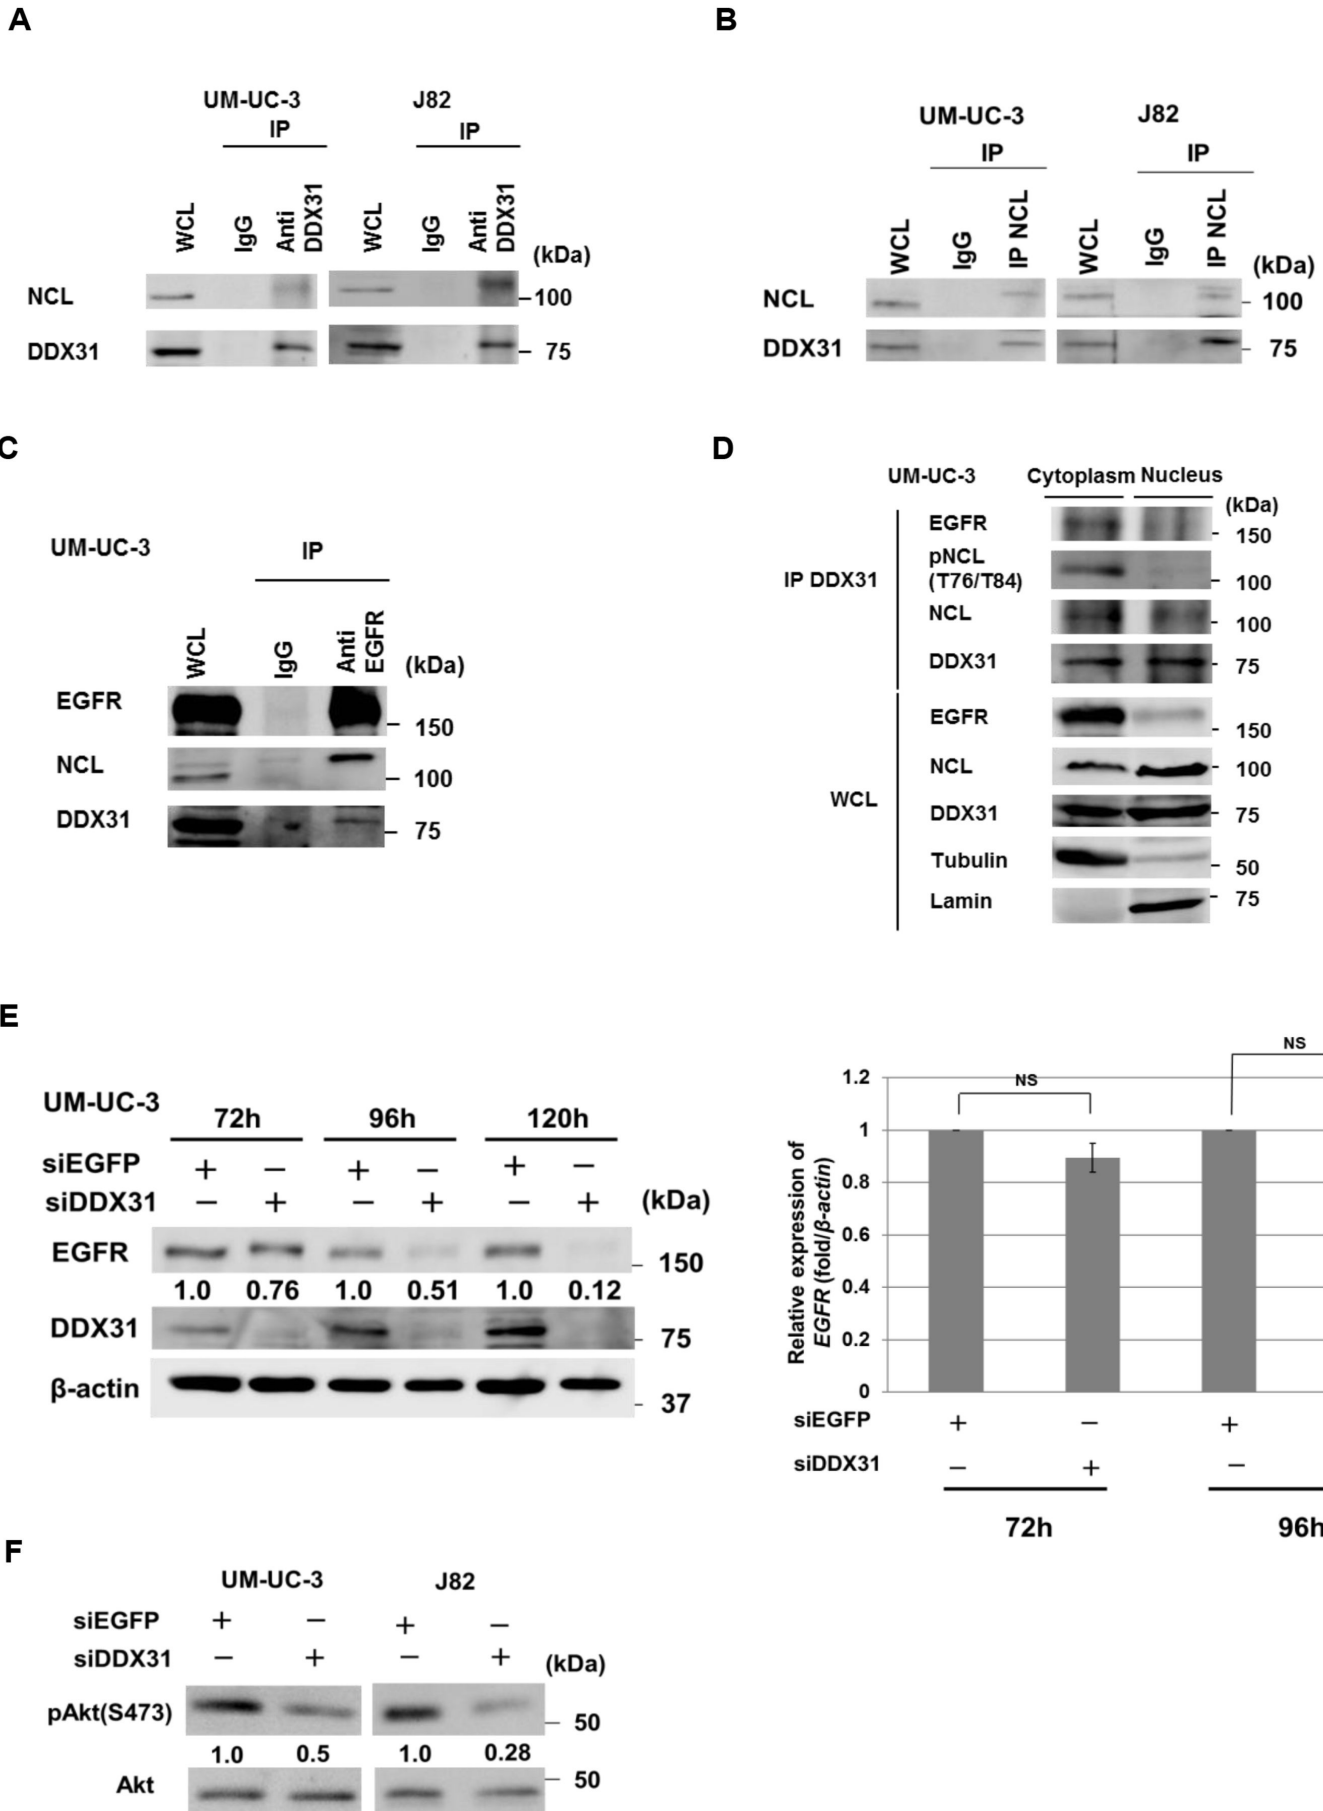 A
UM-UC-3
J82
IP
IP
WCL
IgG
Anti
DDX31
WCL
IgG
Anti
DDX31
(kDa)
NCL
100
DDX31
75
B
UM-UC-3
J82
IP
IP
WCL
IgG
IP NCL
WCL
IgG
IP NCL
(kDa)
NCL
100
DDX31
75
C
UM-UC-3
IP
WCL
IgG
Anti
EGFR
(kDa)
EGFR
150
NCL
100
DDX31
75
D
UM-UC-3
Cytoplasm Nucleus
(kDa)
IP DDX31
EGFR
150
pNCL
(T76/T84)
100
NCL
100
DDX31
75
WCL
EGFR
150
NCL
100
DDX31
75
Tubulin
50
Lamin
75
E
UM-UC-3
72h 96h 120h
siEGFP + − + − + −
siDDX31 − + − + − + (kDa)
EGFR
150
1.0 0.76 1.0 0.51 1.0 0.12
DDX31
75
β-actin
37
NS
NS
Relative expression of
EGFR (fold/β-actin)
1.2
1
0.8
0.6
0.4
0.2
0
siEGFP + − +
siDDX31 − + −
72h 96h
F
UM-UC-3 J82
siEGFP + − + −
siDDX31 − + − + (kDa)
pAkt(S473)
50
1.0 0.5 1.0 0.28
Akt
50